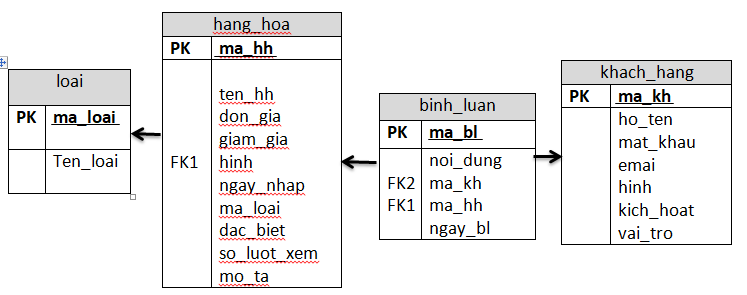 loai
PK ma_loai
Ten_loai
hang_hoa
PK ma_hh
ten_hh
don_gia
giam_gia
FK1 hinh
ngay_nhap
ma_loai
dac_biet
so_luot_xem
mo_ta
binh_luan
PK ma_bl
noi_dung
FK2 ma_kh
FK1 ma_hh
ngay_bl
khach_hang
PK ma_kh
ho_ten
mat_khau
emai
hinh
kich_hoat
vai_tro